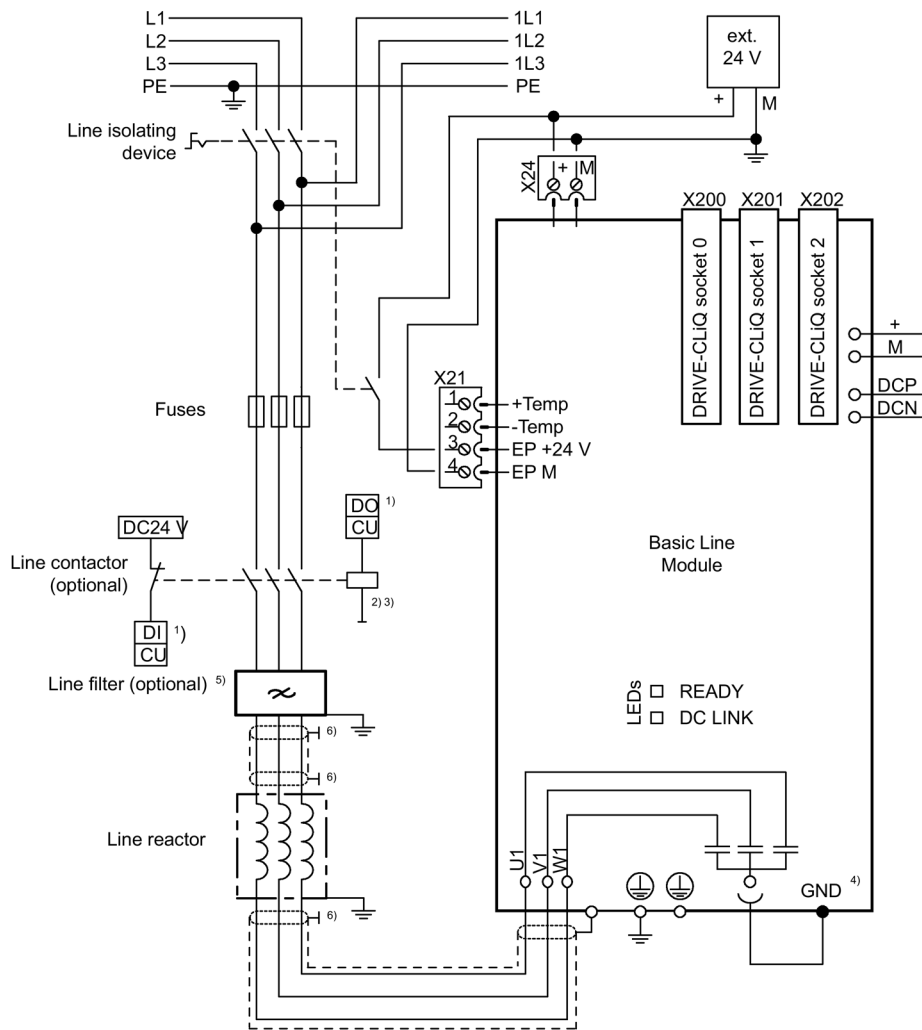 L1 1L1
L2 1L2
L3 1L3
PE PE
ext.
24 V
+ M
Line isolating
device
X24
+ M
X200 X201 X202
DRIVE-CLiQ socket 0
DRIVE-CLiQ socket 1
DRIVE-CLiQ socket 2
+
M
DCP
DCN
X21
1 +Temp
2 -Temp
3 EP +24 V
4 EP M
Fuses
DO 1)
CU
DC24 V
Line contactor
(optional)
2) 3)
DI 1)
CU
Basic Line
Module
Line filter (optional) 5)
LEDs
READY
DC LINK
6)
6)
Line reactor
U1
V1
W1
GND 4)
6)